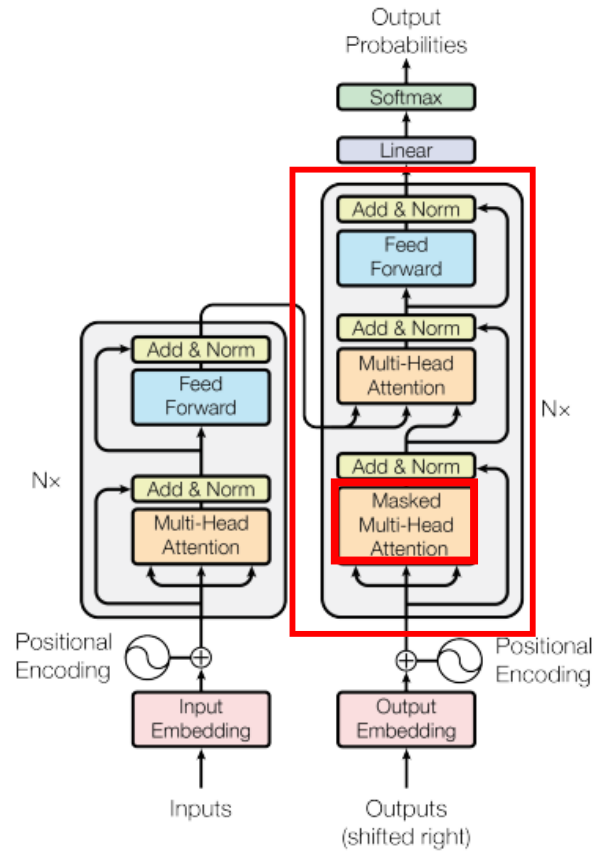 Output
Probabilities
Softmax
Linear
Add & Norm
Feed
Forward
Add & Norm
Multi-Head
Attention
Add & Norm
Masked
Multi-Head
Attention
N×
Add & Norm
Feed
Forward
Add & Norm
Multi-Head
Attention
N×
Positional
Encoding
Positional
Encoding
Input
Embedding
Output
Embedding
Inputs
Outputs
(shifted right)